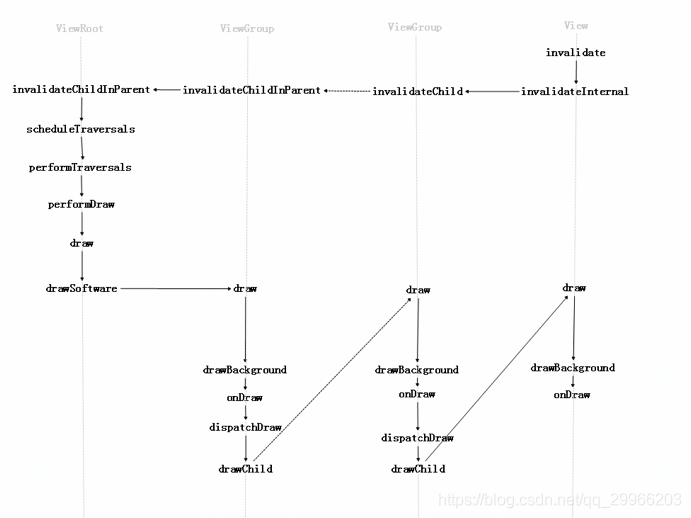 ViewRoot
ViewGroup
ViewGroup
View
invalidate
invalidateChildInParent
invalidateChildInParent
invalidateChild
invalidateInternal
scheduleTraversals
performTraversals
performDraw
draw
drawSoftware
draw
draw
draw
drawBackground
drawBackground
drawBackground
onDraw
onDraw
onDraw
dispatchDraw
dispatchDraw
drawChild
drawChild
https://blog.csdn.net/qq_29966203